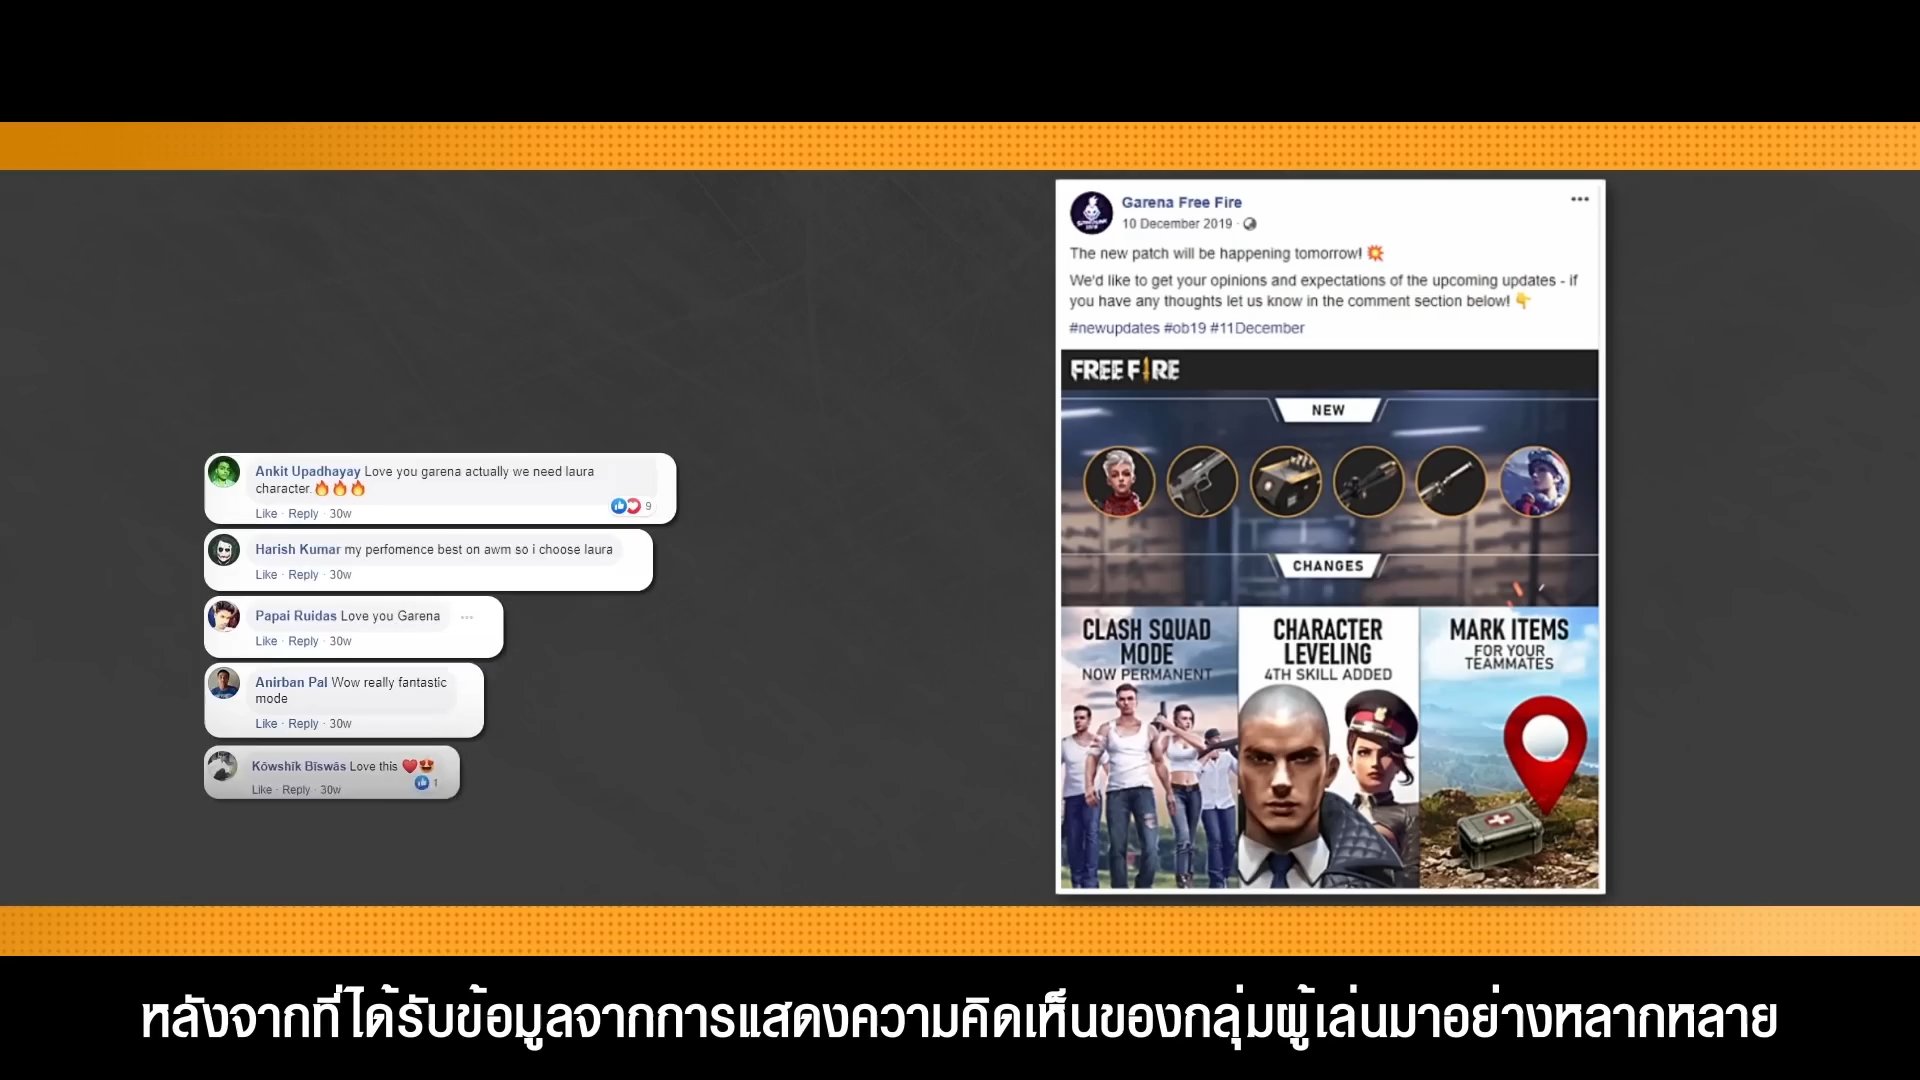 Ankit Upadhayay Love you garena actually we need laura
character.🔥🔥🔥
9
Like · Reply · 30w
Harish Kumar my perfomence best on awm so i choose laura
Like · Reply · 30w
Papai Ruidas Love you Garena
Like · Reply · 30w
Anirban Pal Wow really fantastic
mode
Like · Reply · 30w
Kōwshīk Bīswās Love this ❤️😍
1
Like · Reply · 30w
Garena Free Fire
10 December 2019 ·
The new patch will be happening tomorrow! 💥
We'd like to get your opinions and expectations of the upcoming updates - if
you have any thoughts let us know in the comment section below! 👇
#newupdates #ob19 #11December
FREE FIRE
NEW
CHANGES
CLASH SQUAD
MODE
NOW PERMANENT
CHARACTER
LEVELING
4TH SKILL ADDED
MARK ITEMS
FOR YOUR
TEAMMATES
หลังจากที่ได้รับข้อมูลจากการแสดงความคิดเห็นของกลุ่มผู้เล่นมาอย่างหลากหลาย